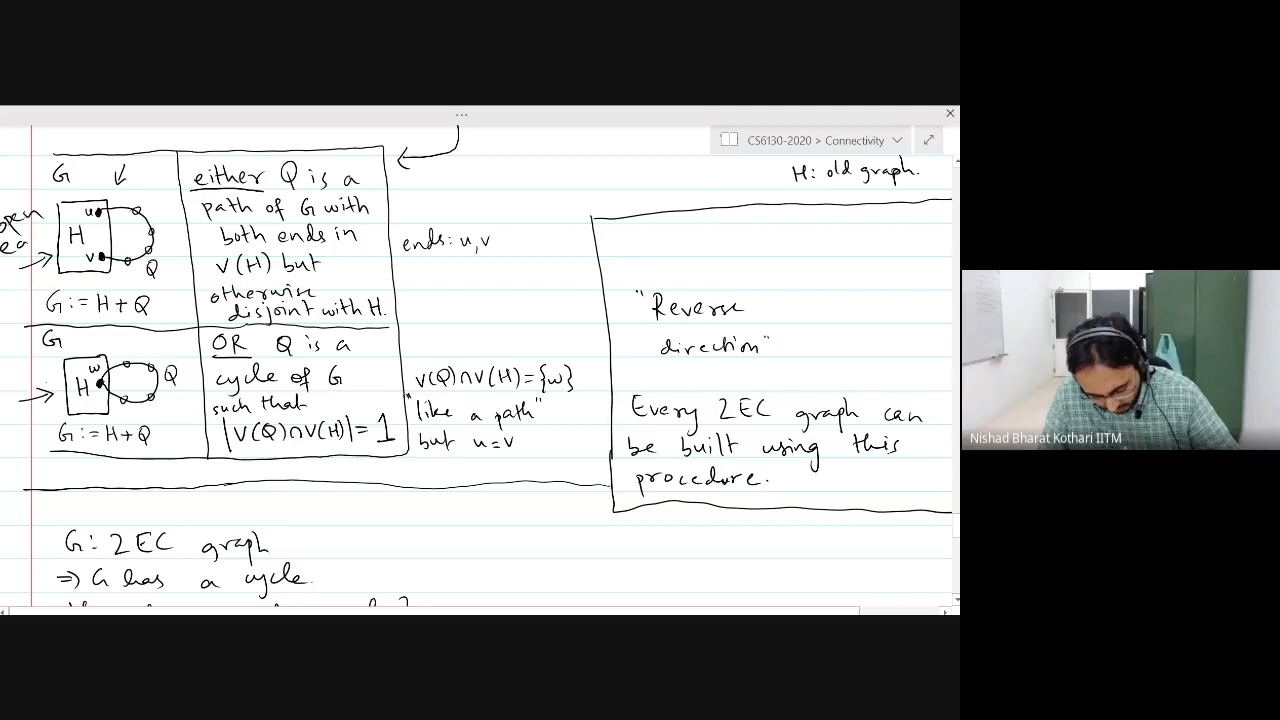 CS6130-2020 > Connectivity
H: old graph.
G
open
ea
u
H
v
Q
G := H + Q
either Q is a
path of G with
both ends in
V(H) but
otherwise
disjoint with H.
ends: u, v
G
w
H
Q
G := H + Q
OR Q is a
cycle of G
such that
|V(Q)∩V(H)| = 1
V(Q)∩V(H) = {w}
"like a path"
but u=v
"Reverse
direction"
Every 2EC graph can
be built using this
procedure.
G: 2EC graph
⇒ G has a cycle.
Nishad Bharat Kothari IITM